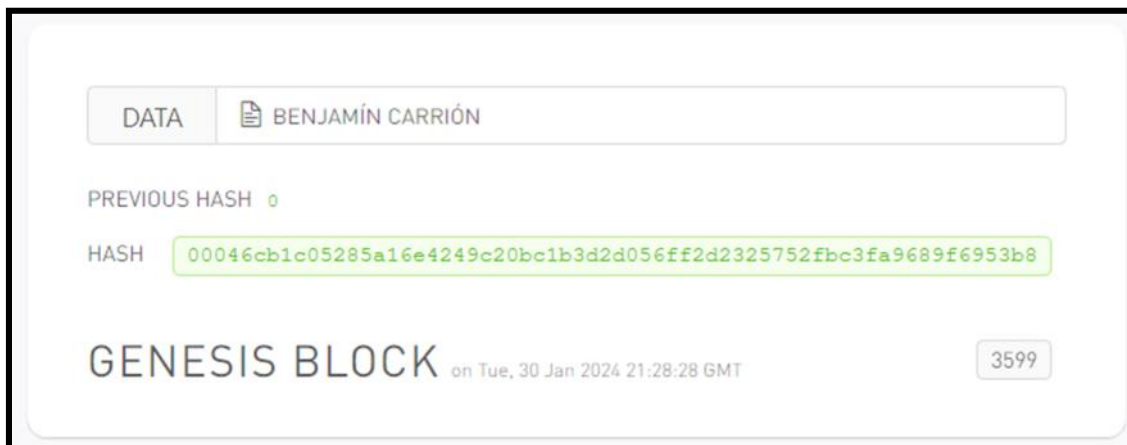 DATA BENJAMÍN CARRIÓN
PREVIOUS HASH 0
HASH 00046cb1c05285a16e4249c20bc1b3d2d056ff2d2325752fbc3fa9689f6953b8
GENESIS BLOCK on Tue, 30 Jan 2024 21:28:28 GMT 3599